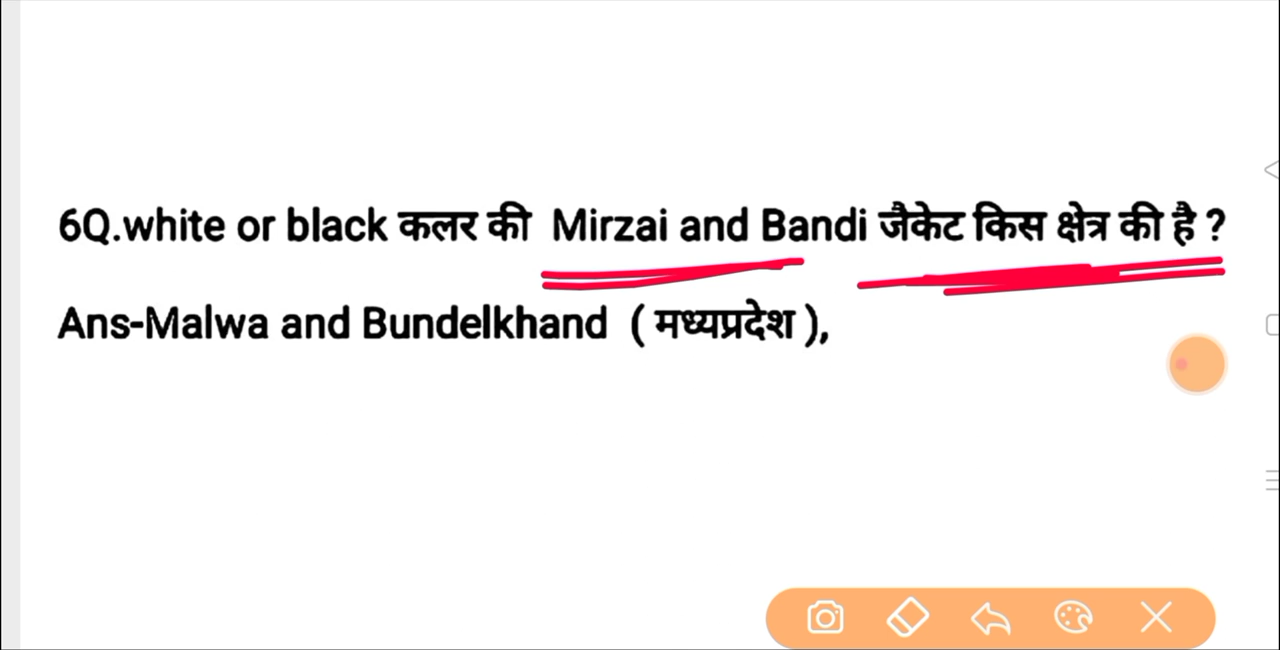 6Q.white or black कलर की Mirzai and Bandi जैकेट किस क्षेत्र की है ?
Ans-Malwa and Bundelkhand ( मध्यप्रदेश ),